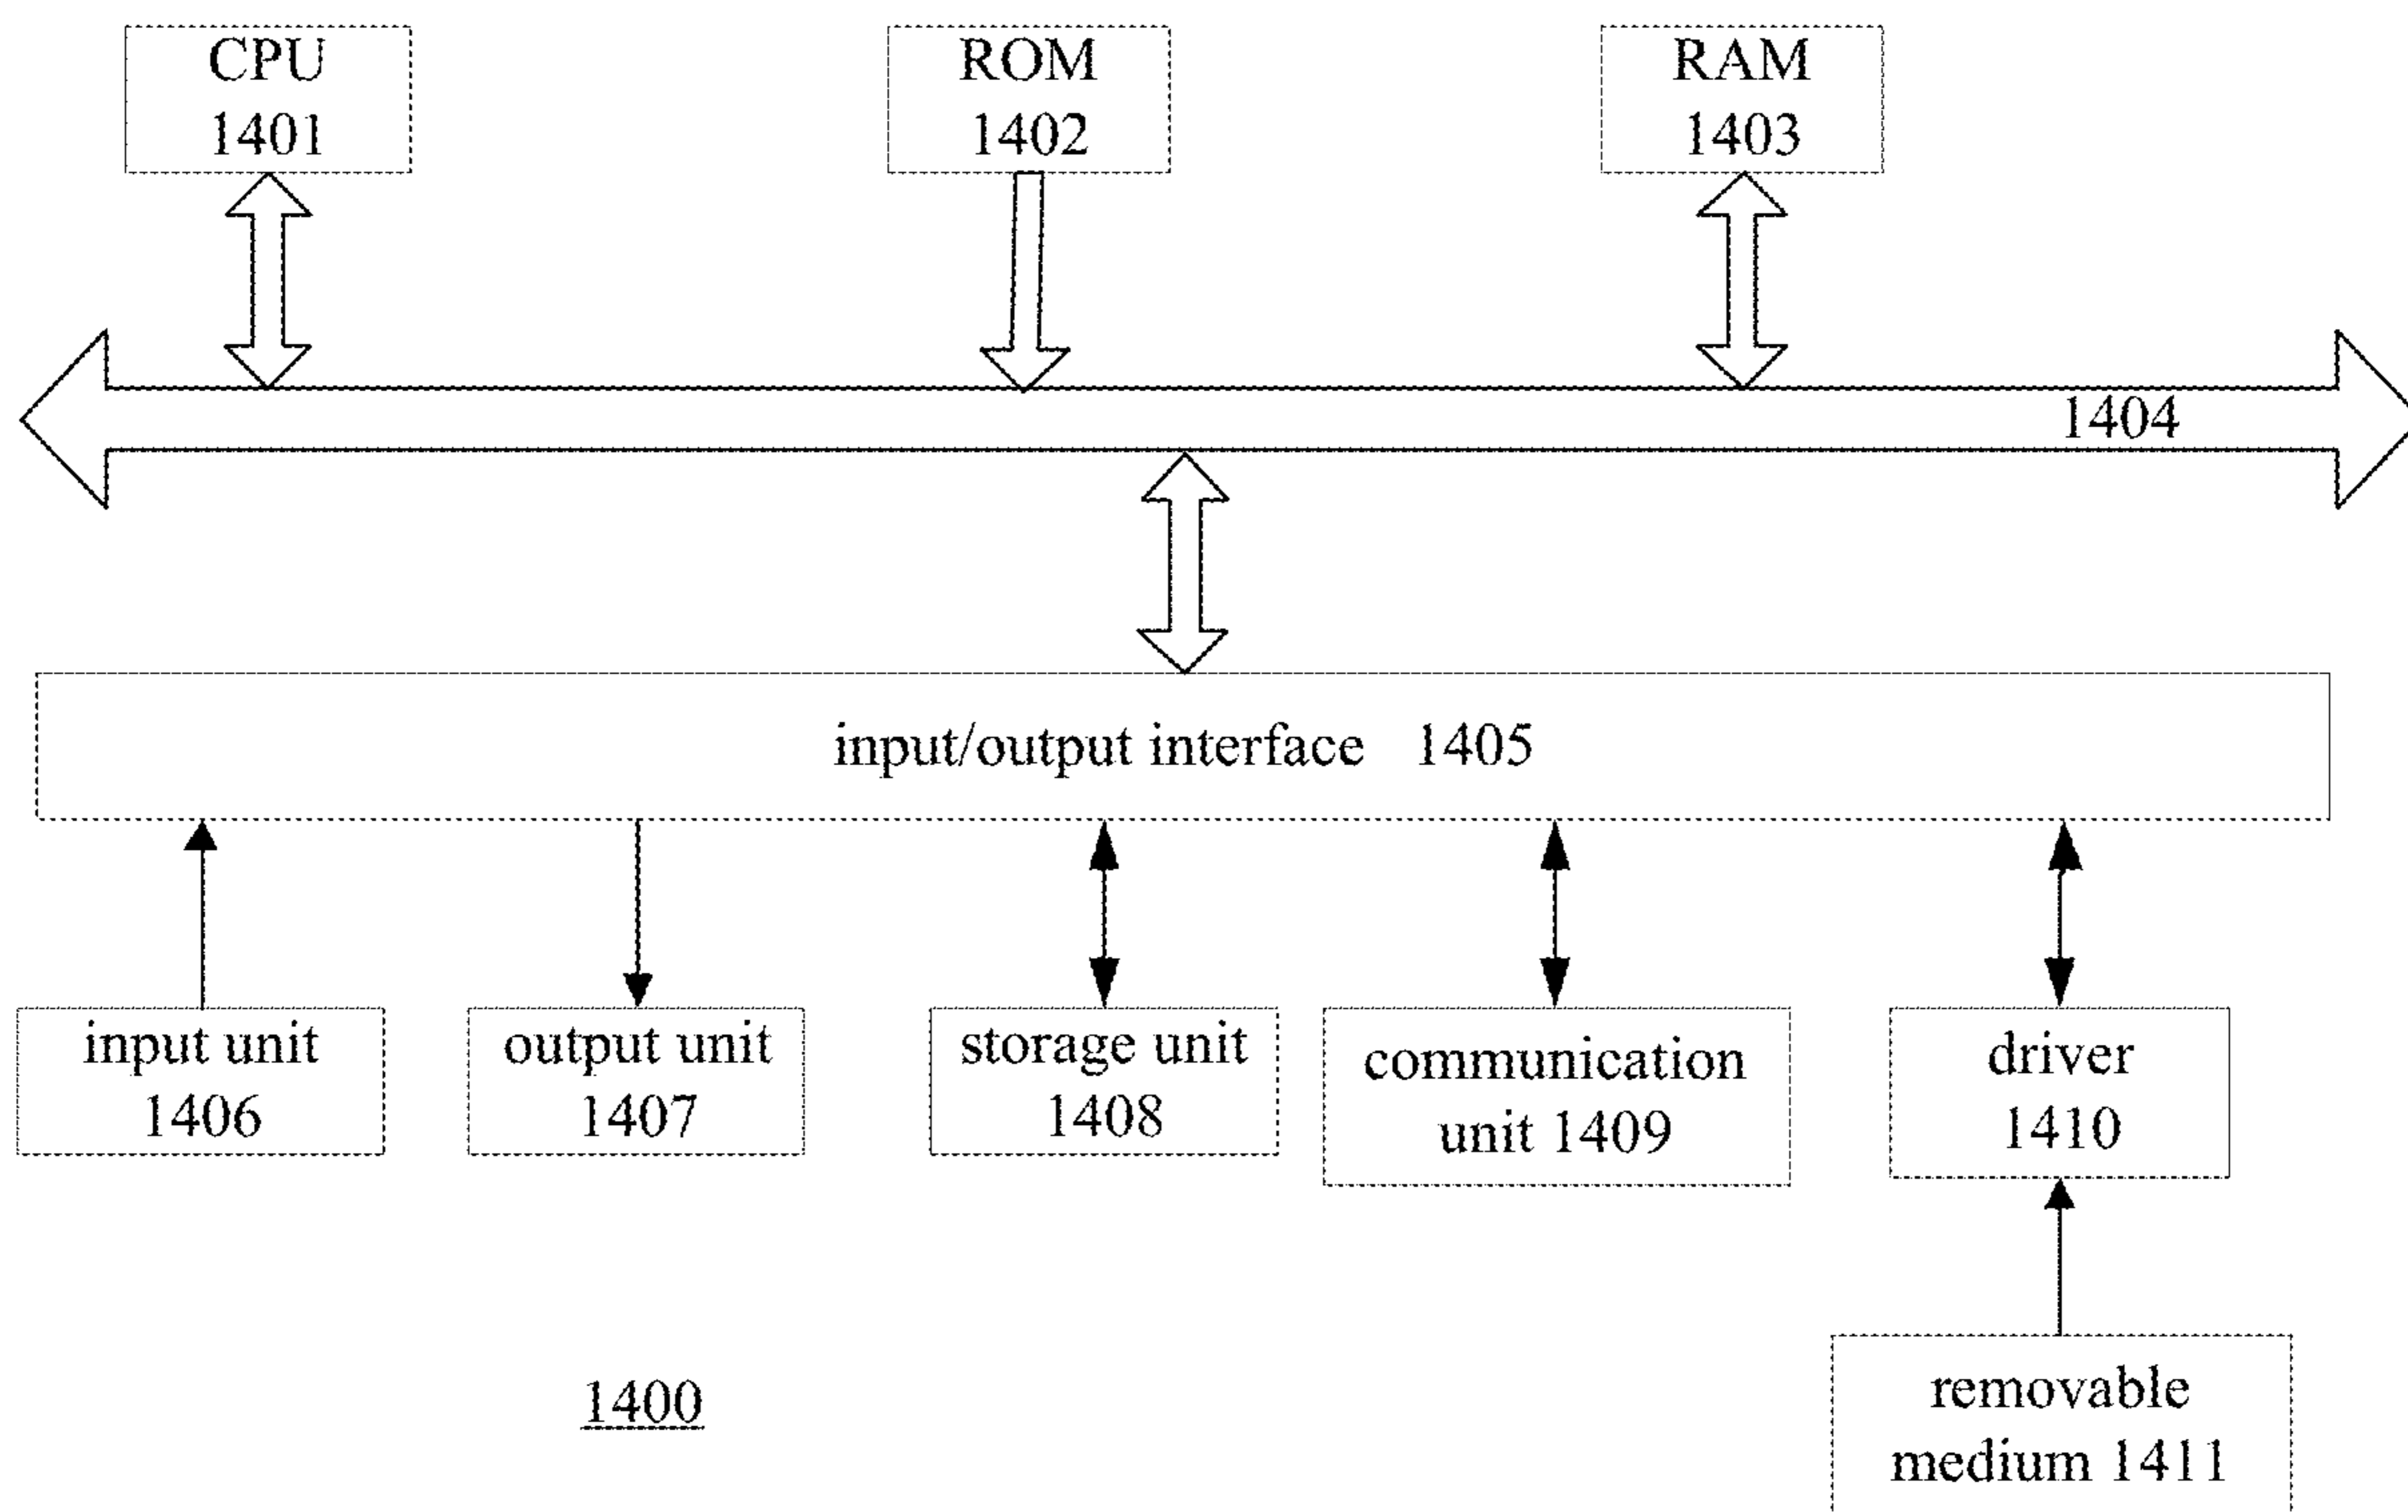 CPU
1401
ROM
1402
RAM
1403
1404
input/output interface 1405
input unit
1406
output unit
1407
storage unit
1408
communication
unit 1409
driver
1410
1400
removable
medium 1411